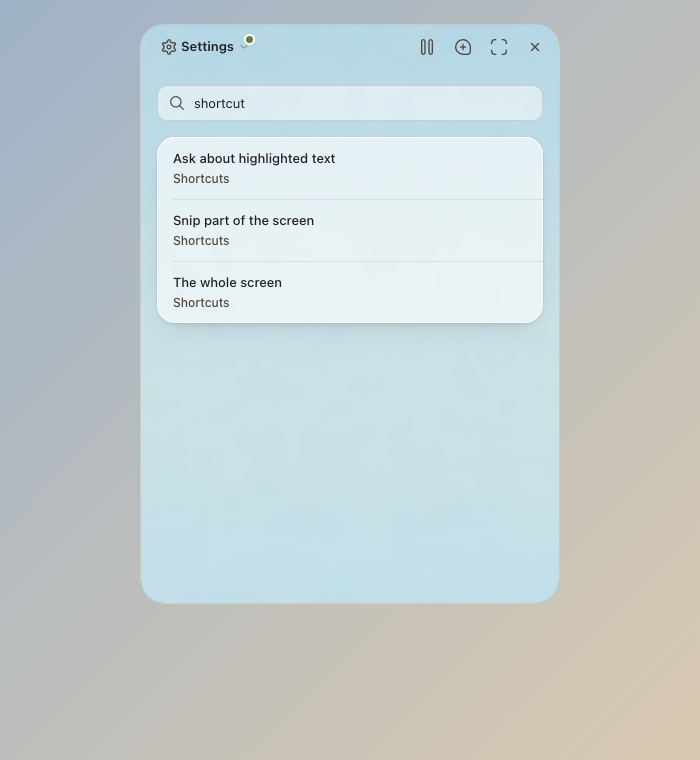 Settings
shortcut
Ask about highlighted text
Shortcuts
Snip part of the screen
Shortcuts
The whole screen
Shortcuts